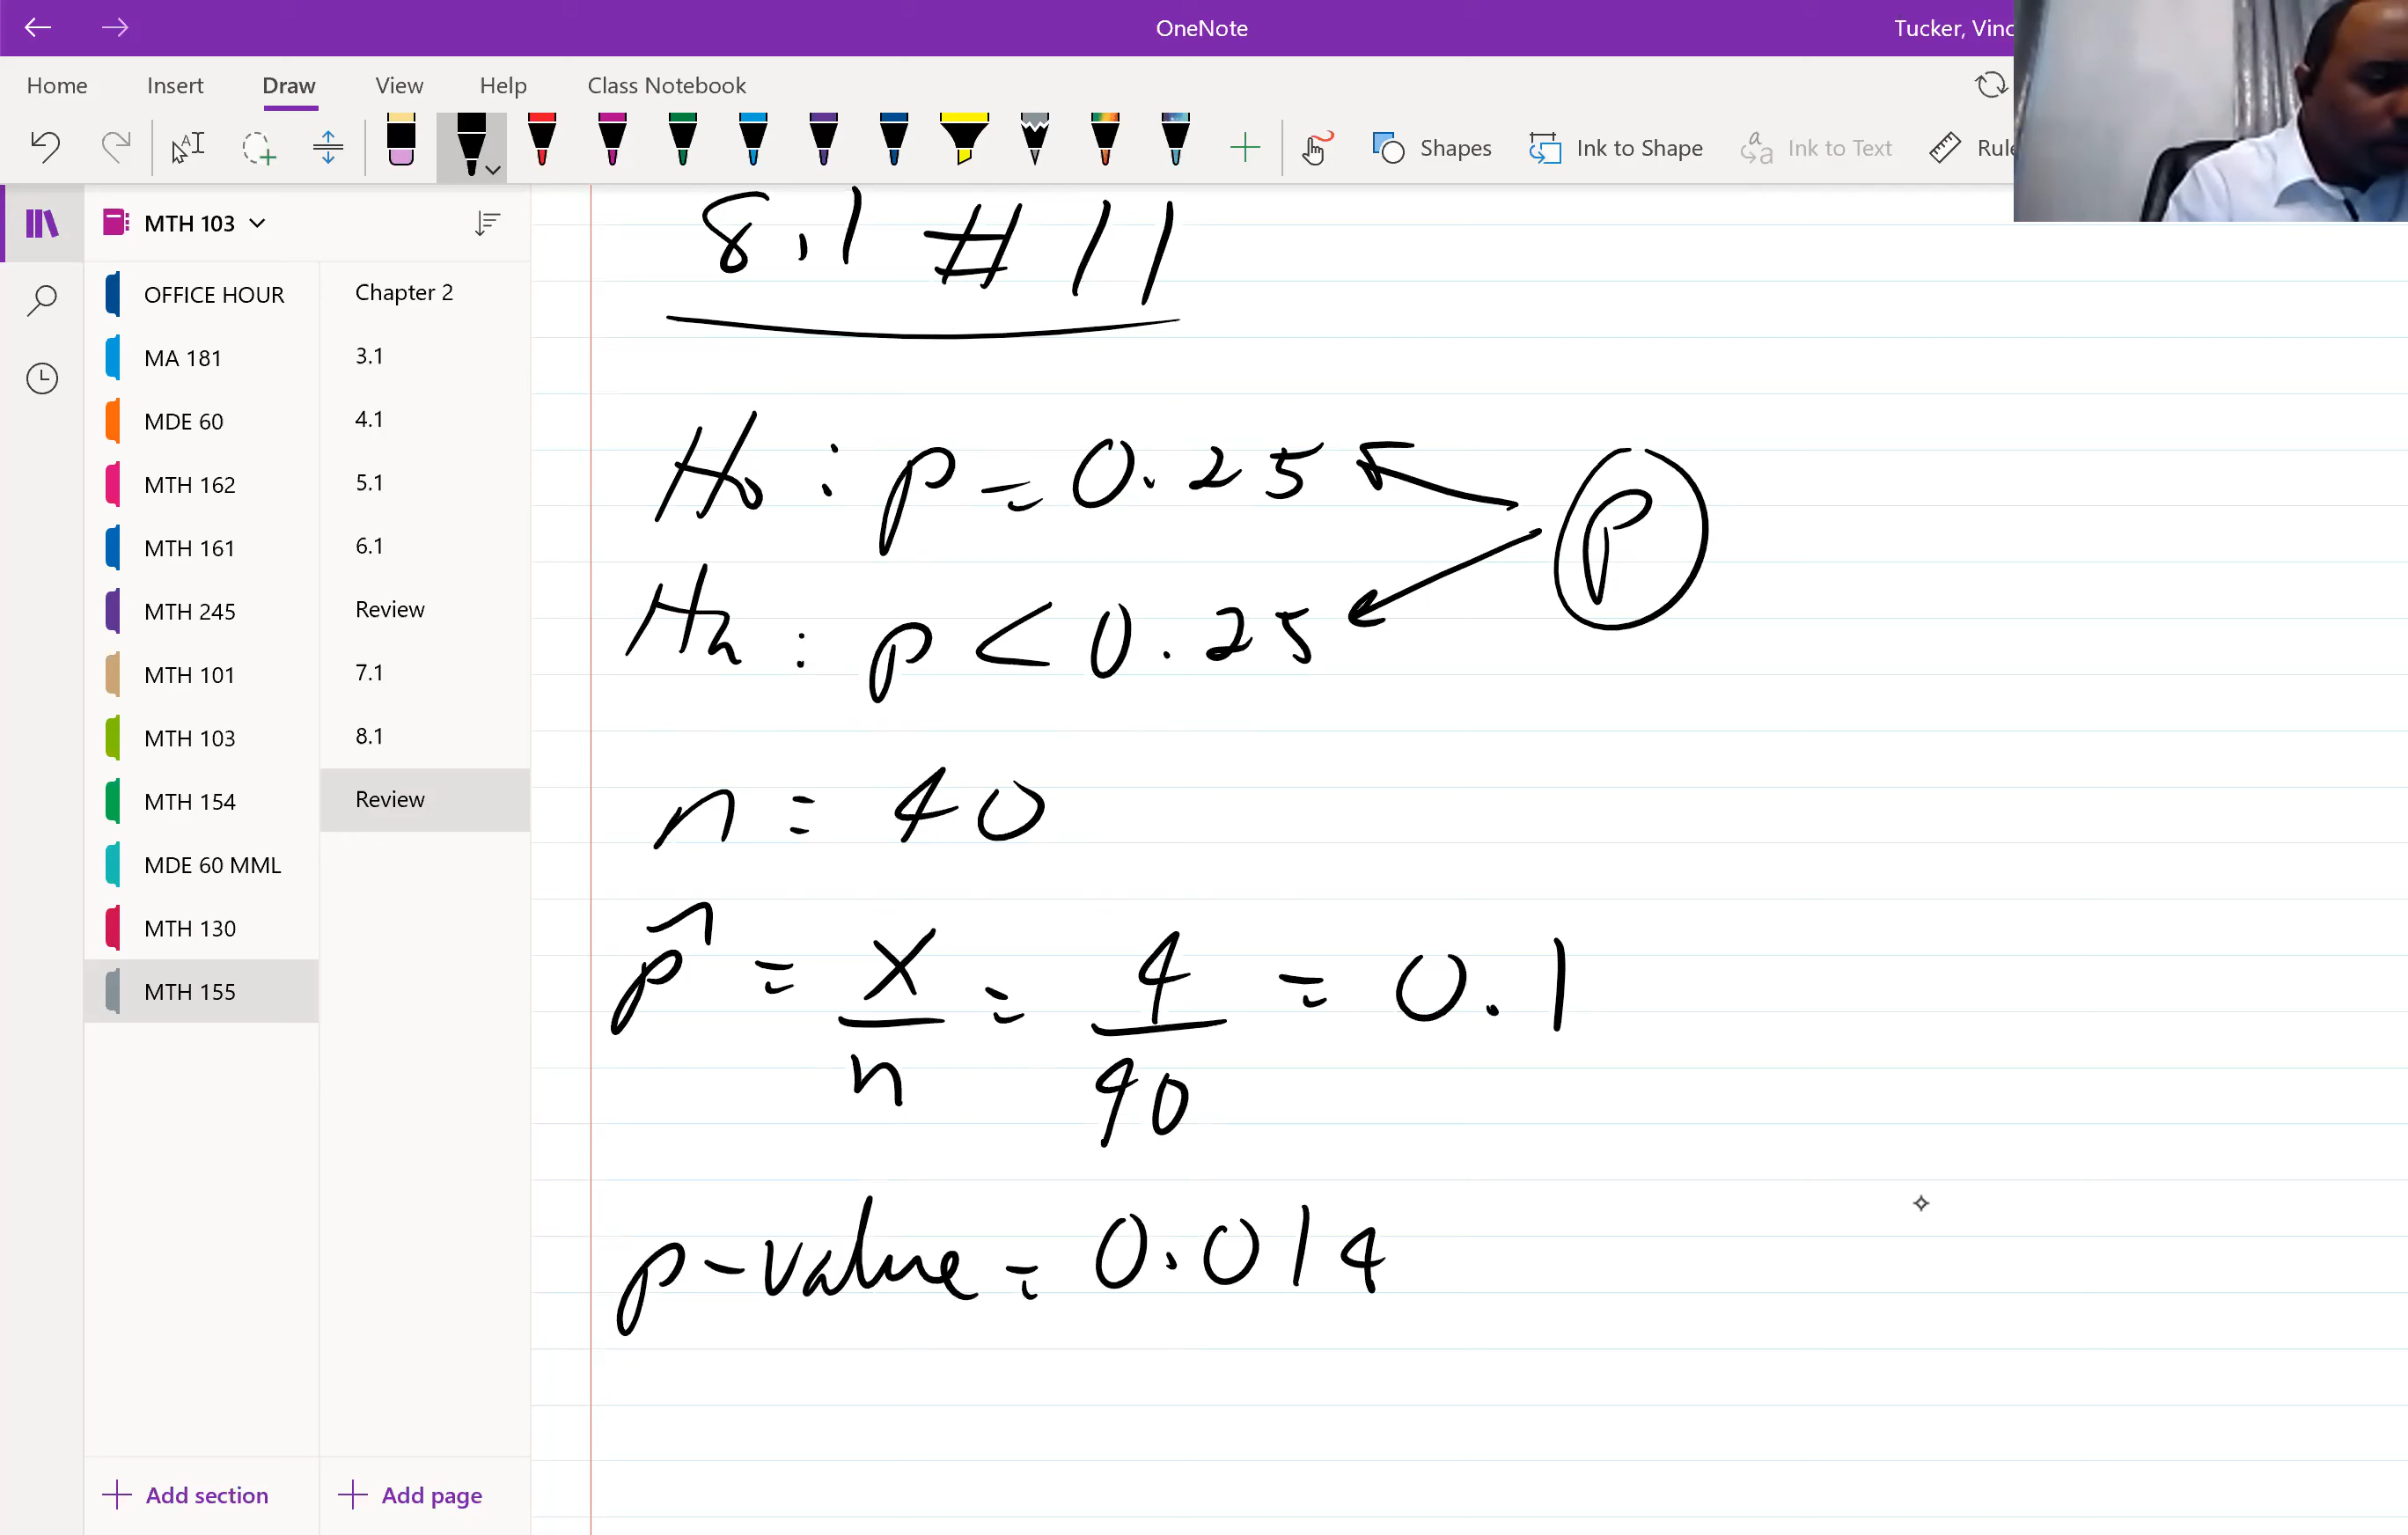 OneNote
Tucker, Vinc
Home Insert Draw View Help Class Notebook
Shapes Ink to Shape Ink to Text Rule
MTH 103
OFFICE HOUR
MA 181
MDE 60
MTH 162
MTH 161
MTH 245
MTH 101
MTH 103
MTH 154
MDE 60 MML
MTH 130
MTH 155
Add section
Chapter 2
3.1
4.1
5.1
6.1
Review
7.1
8.1
Review
Add page
8.1 # 11
H0 : p = 0.25
P
Ha : p < 0.25
n = 40
p̂ = x/n = 4/40 = 0.1
p-value = 0.014